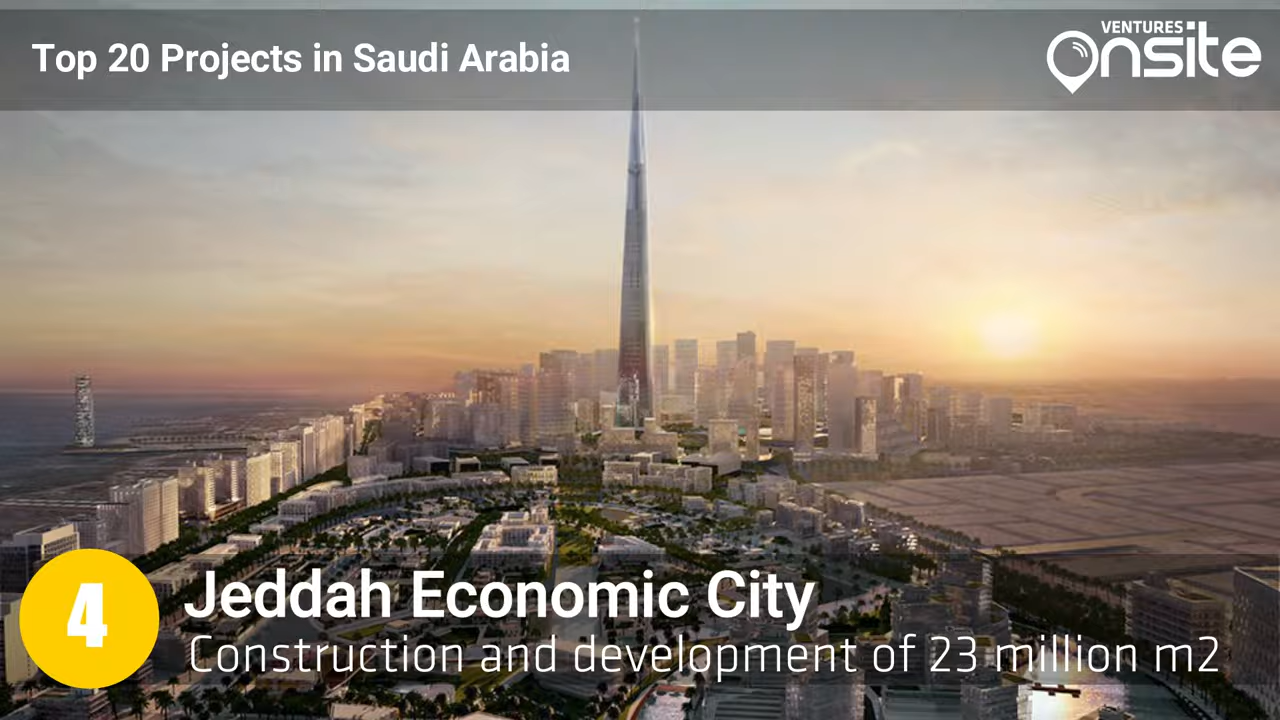 Top 20 Projects in Saudi Arabia
VENTURES
Onsite
4
Jeddah Economic City
Construction and development of 23 million m2